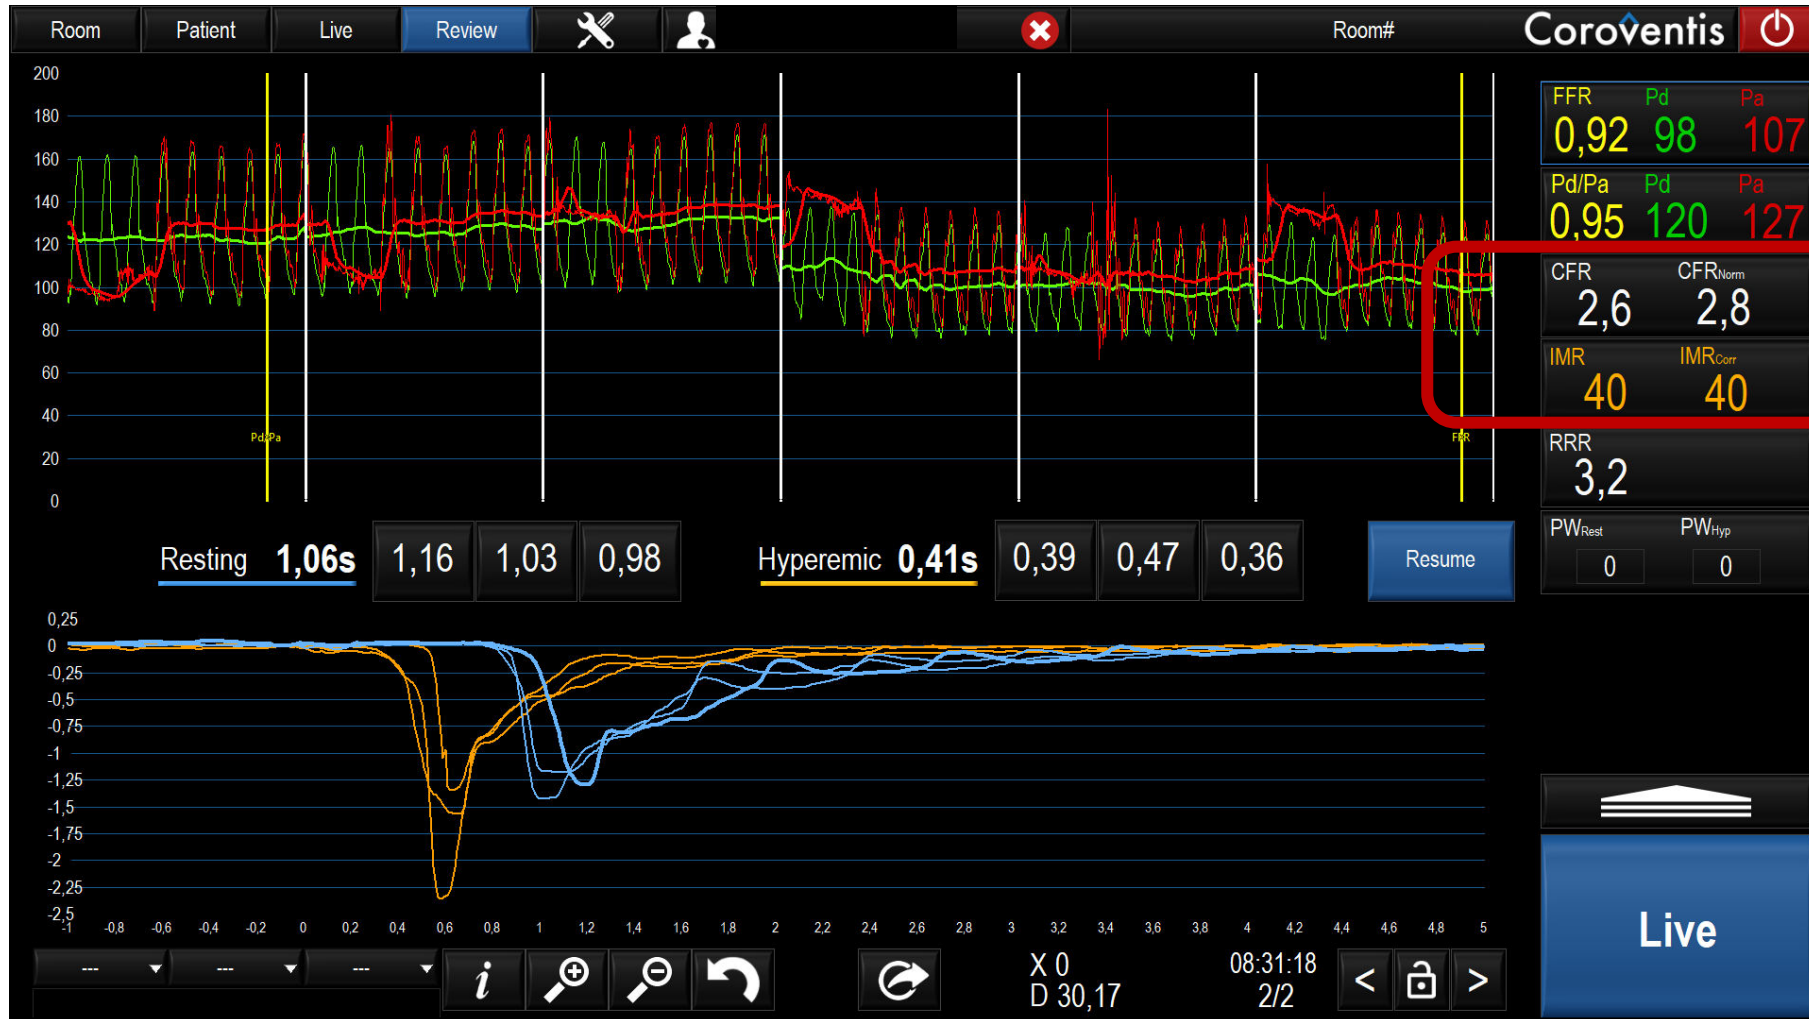 Room Patient Live Review Room# Coroventis
200
180
160
140
120
100
80
60
40
20
0
Pd/Pa
FFR
FFR Pd Pa
0,92 98 107
Pd/Pa Pd Pa
0,95 120 127
CFR CFRNorm
2,6 2,8
IMR IMRCorr
40 40
RRR
3,2
PWRest PWHyp
0 0
Resting 1,06s 1,16 1,03 0,98 Hyperemic 0,41s 0,39 0,47 0,36 Resume
0,25
0
-0,25
-0,5
-0,75
-1
-1,25
-1,5
-1,75
-2
-2,25
-2,5
-1 -0,8 -0,6 -0,4 -0,2 0 0,2 0,4 0,6 0,8 1 1,2 1,4 1,6 1,8 2 2,2 2,4 2,6 2,8 3 3,2 3,4 3,6 3,8 4 4,2 4,4 4,6 4,8 5
Live
--- --- --- i X 0 08:31:18 < >
D 30,17 2/2